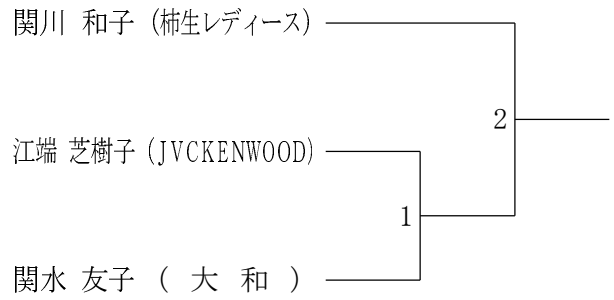 関川 和子 (柿生レディース)
2
江端 芝樹子 (JVCKENWOOD)
1
関水 友子 ( 大 和 )